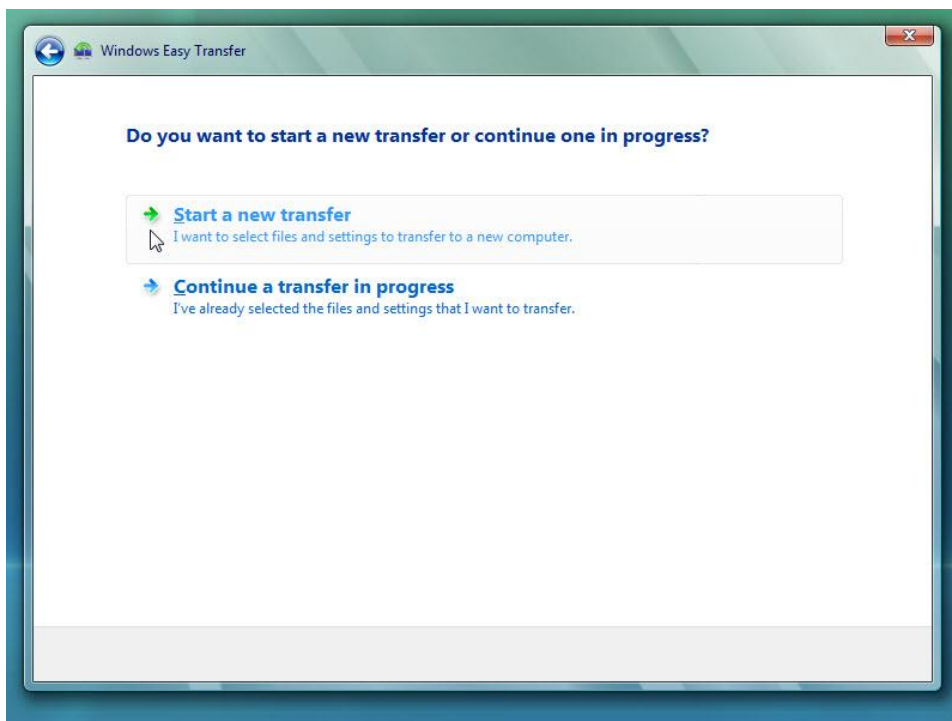 Windows Easy Transfer
Do you want to start a new transfer or continue one in progress?
Start a new transfer
I want to select files and settings to transfer to a new computer.
Continue a transfer in progress
I've already selected the files and settings that I want to transfer.